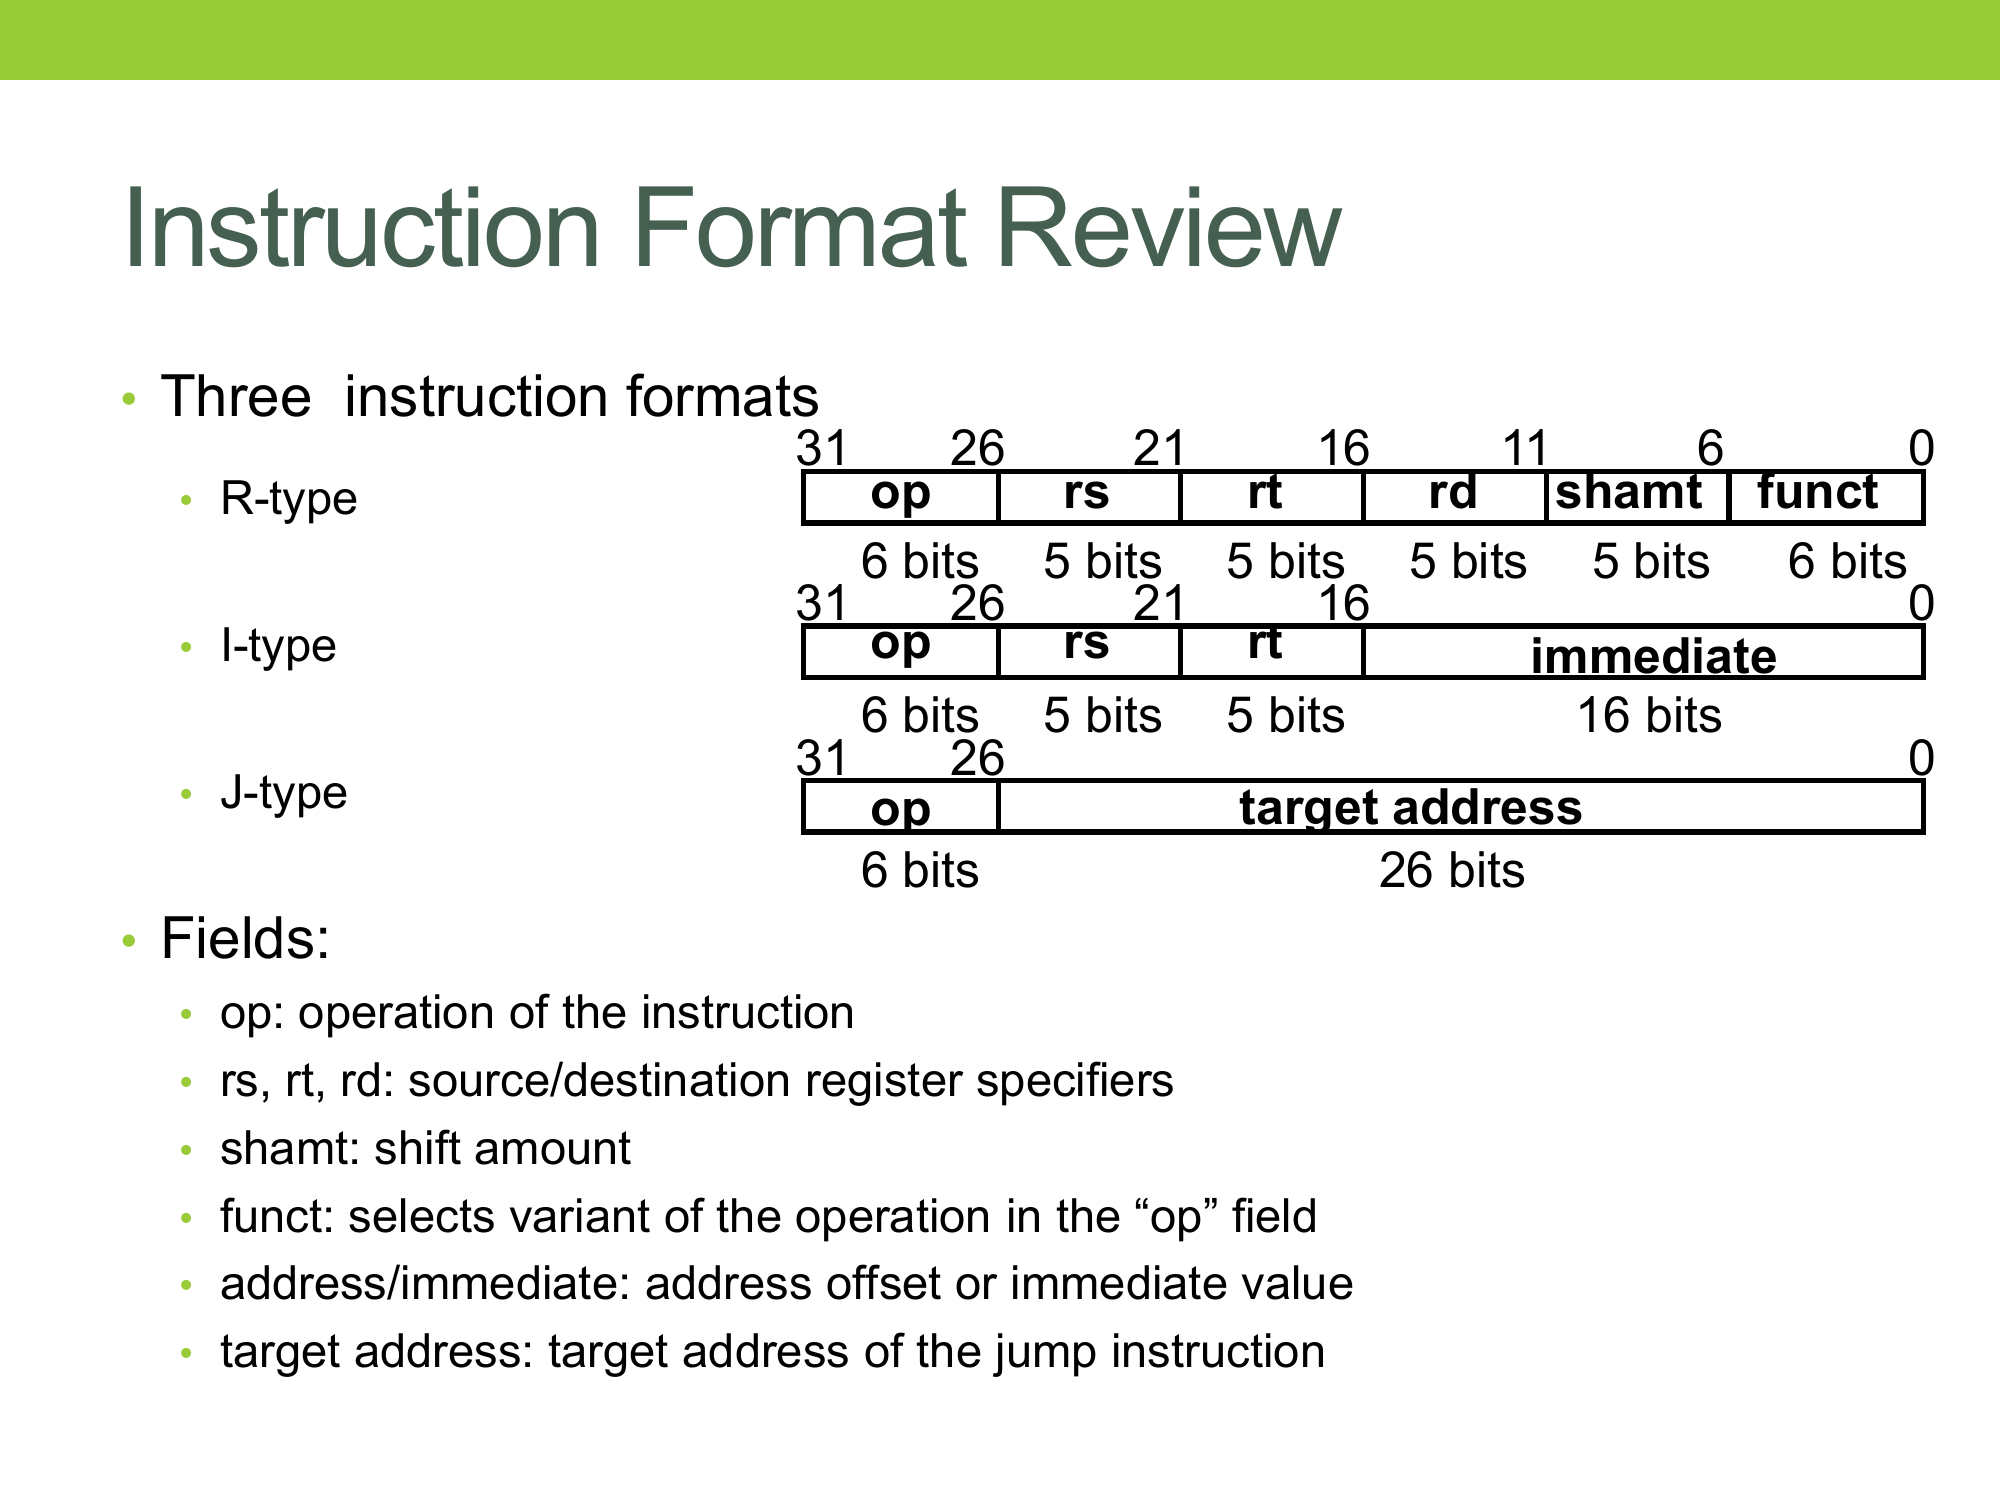 Instruction Format Review
• Three  instruction formats
31 26 21 16 11 6 0
• R-type op rs rt rd shamt funct
6 bits 5 bits 5 bits 5 bits 5 bits 6 bits
31 26 21 16 0
• I-type op rs rt immediate
6 bits 5 bits 5 bits 16 bits
31 26 0
• J-type op target address
6 bits 26 bits
• Fields:
• op: operation of the instruction
• rs, rt, rd: source/destination register specifiers
• shamt: shift amount
• funct: selects variant of the operation in the “op” field
• address/immediate: address offset or immediate value
• target address: target address of the jump instruction